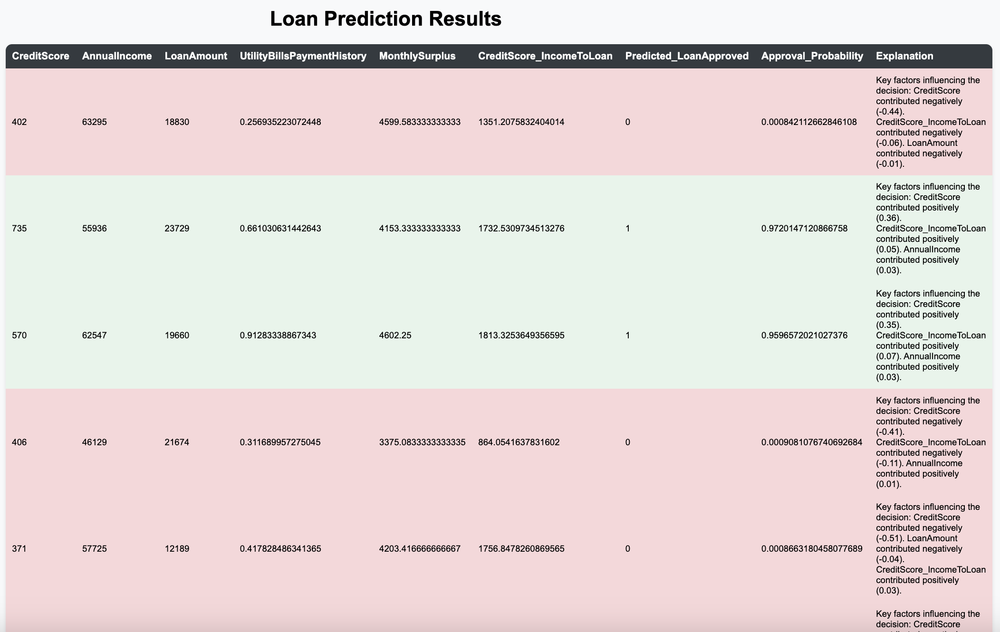 Loan Prediction Results
CreditScore AnnualIncome LoanAmount UtilityBillsPaymentHistory MonthlySurplus CreditScore_IncomeToLoan Predicted_LoanApproved Approval_Probability Explanation
Key factors influencing the
decision: CreditScore
contributed negatively
(-0.44).
402 63295 18830 0.256935223072448 4599.583333333333 1351.2075832404014 0 0.000842112662846108 CreditScore_IncomeToLoan
contributed negatively
(-0.06). LoanAmount
contributed negatively
(-0.01).
Key factors influencing the
decision: CreditScore
contributed positively
(0.36).
735 55936 23729 0.661030631442643 4153.333333333333 1732.5309734513276 1 0.9720147120866758 CreditScore_IncomeToLoan
contributed positively
(0.05). AnnualIncome
contributed positively
(0.03).
Key factors influencing the
decision: CreditScore
contributed positively
(0.35).
570 62547 19660 0.91283338867343 4602.25 1813.3253649356595 1 0.9596572021027376 CreditScore_IncomeToLoan
contributed positively
(0.07). AnnualIncome
contributed positively
(0.03).
Key factors influencing the
decision: CreditScore
contributed negatively
(-0.41).
406 46129 21674 0.311689957275045 3375.0833333333335 864.0541637831602 0 0.0009081076740692684 CreditScore_IncomeToLoan
contributed negatively
(-0.11). AnnualIncome
contributed positively
(0.01).
Key factors influencing the
decision: CreditScore
contributed negatively
(-0.51). LoanAmount
371 57725 12189 0.417828486341365 4203.416666666667 1756.8478260869565 0 0.0008663180458077689 contributed negatively
(-0.04).
CreditScore_IncomeToLoan
contributed positively
(0.03).
Key factors influencing the
decision: CreditScore